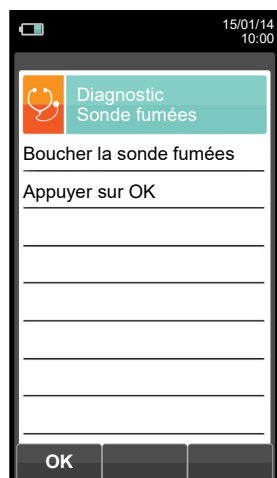 15/01/14
10:00
Diagnostic
Sonde fumées
Boucher la sonde fumées
Appuyer sur OK
OK